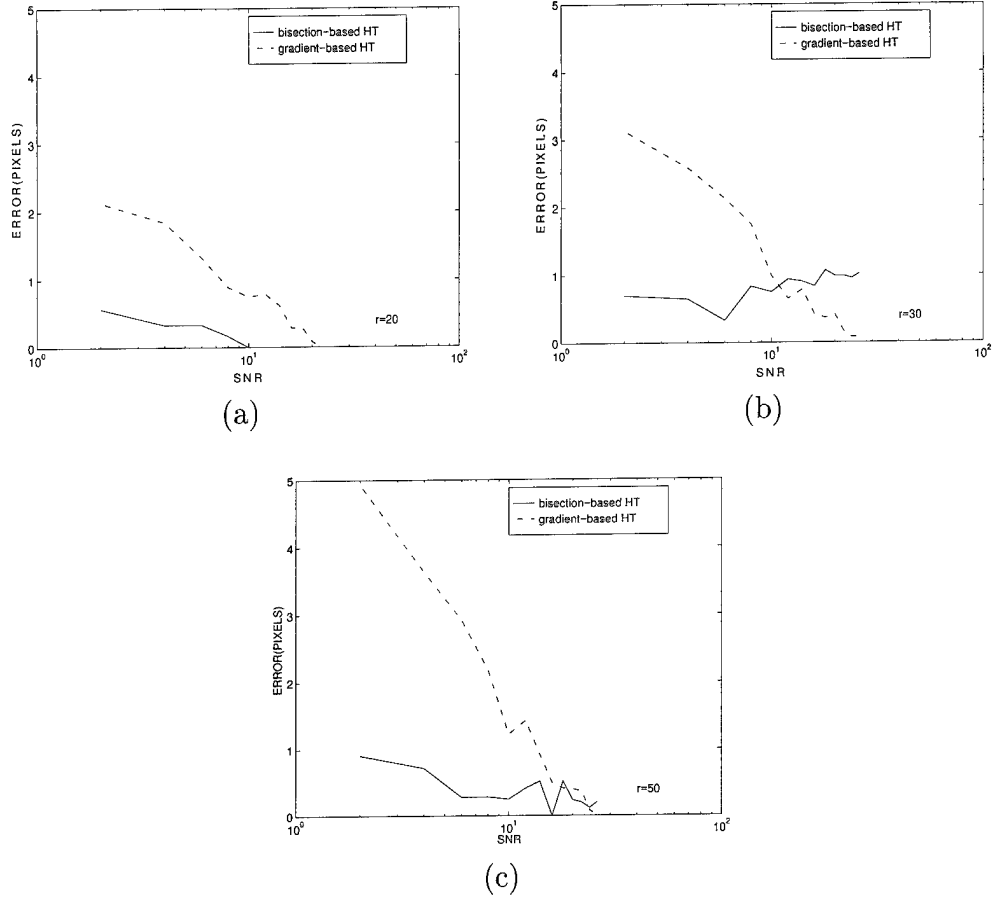 5
4
3
2
1
0
ERROR(PIXELS)
bisection-based HT
gradient-based HT
r=20
10^0
10^1
10^2
SNR
(a)
5
4
3
2
1
0
ERROR(PIXELS)
bisection-based HT
gradient-based HT
r=30
10^0
10^1
10^2
SNR
(b)
5
4
3
2
1
0
ERROR(PIXELS)
bisection-based HT
gradient-based HT
r=50
10^0
10^1
10^2
SNR
(c)